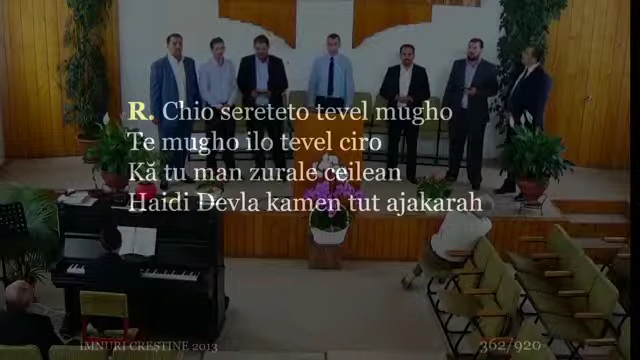 R. Chio sereteto tevel mugho
Te mugho ilo tevel ciro
Kă tu man zurale ceilean
Haidi Devla kamen tut ajakarah
IMNURI CREȘTINE 2013
362/920